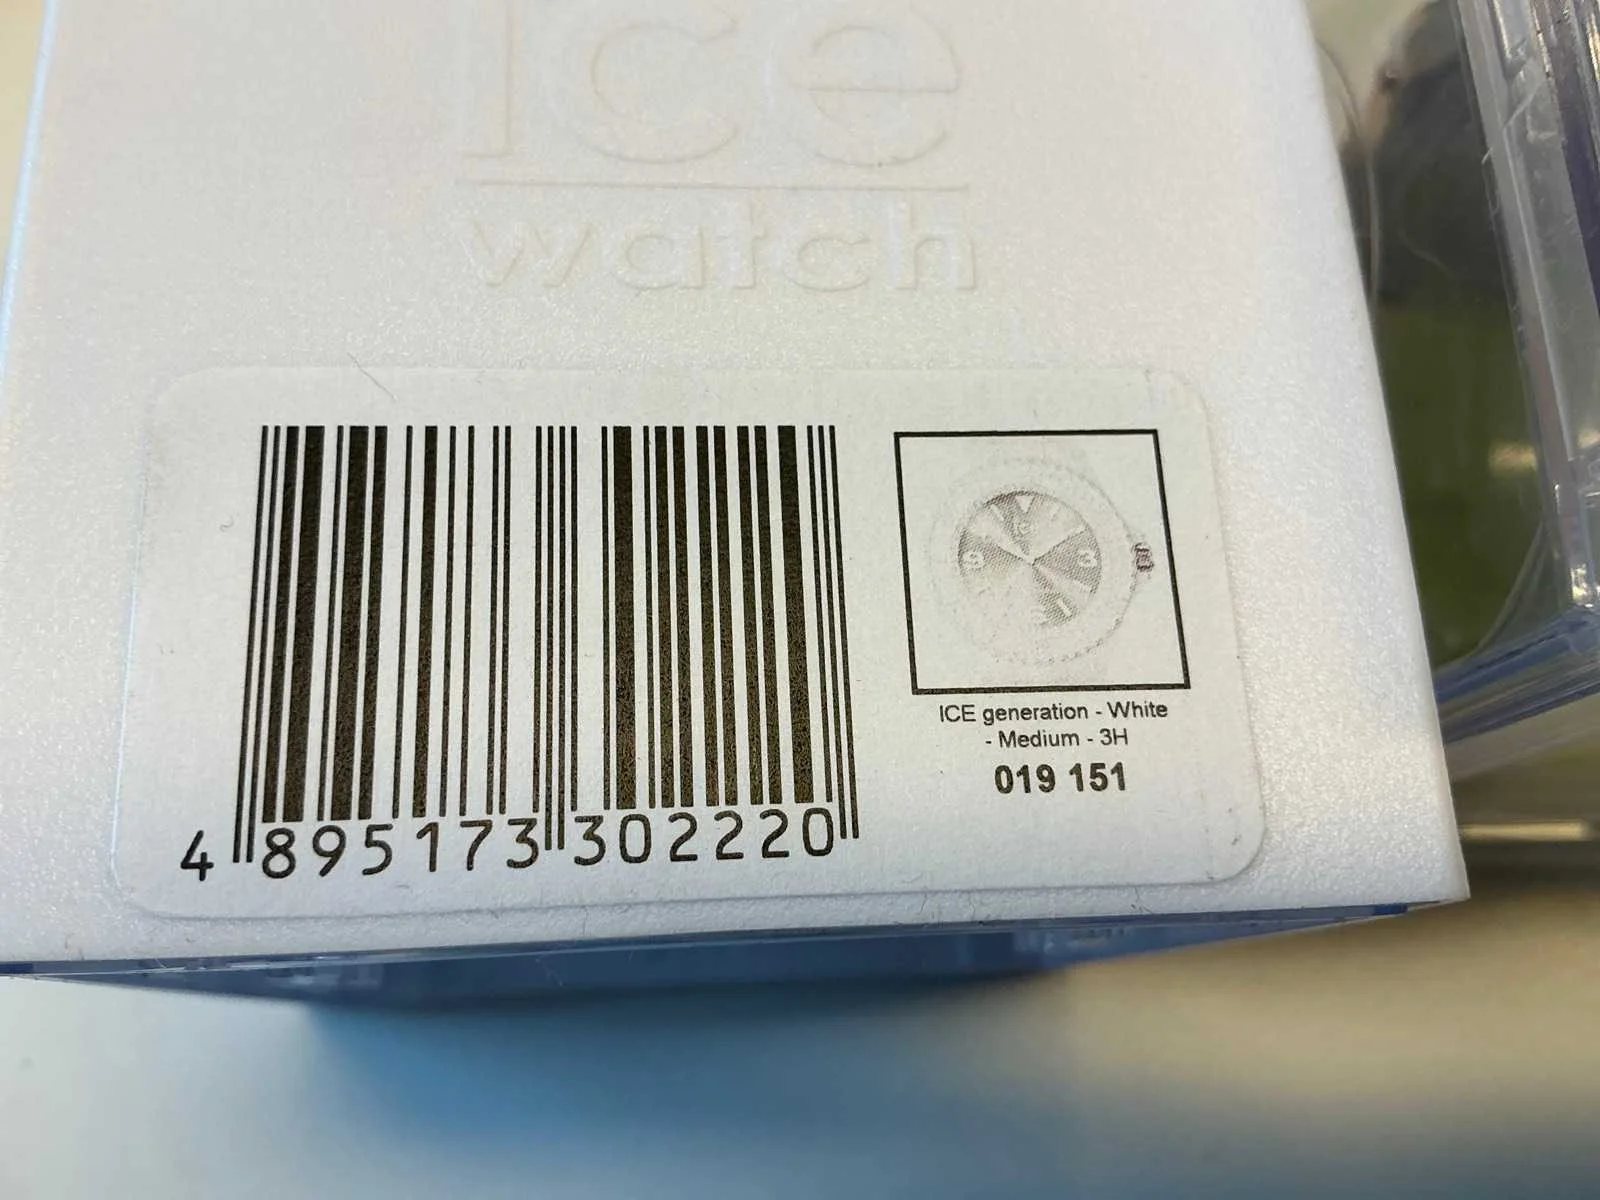 ice
watch
4 895173 302220
ICE generation - White
- Medium - 3H
019 151